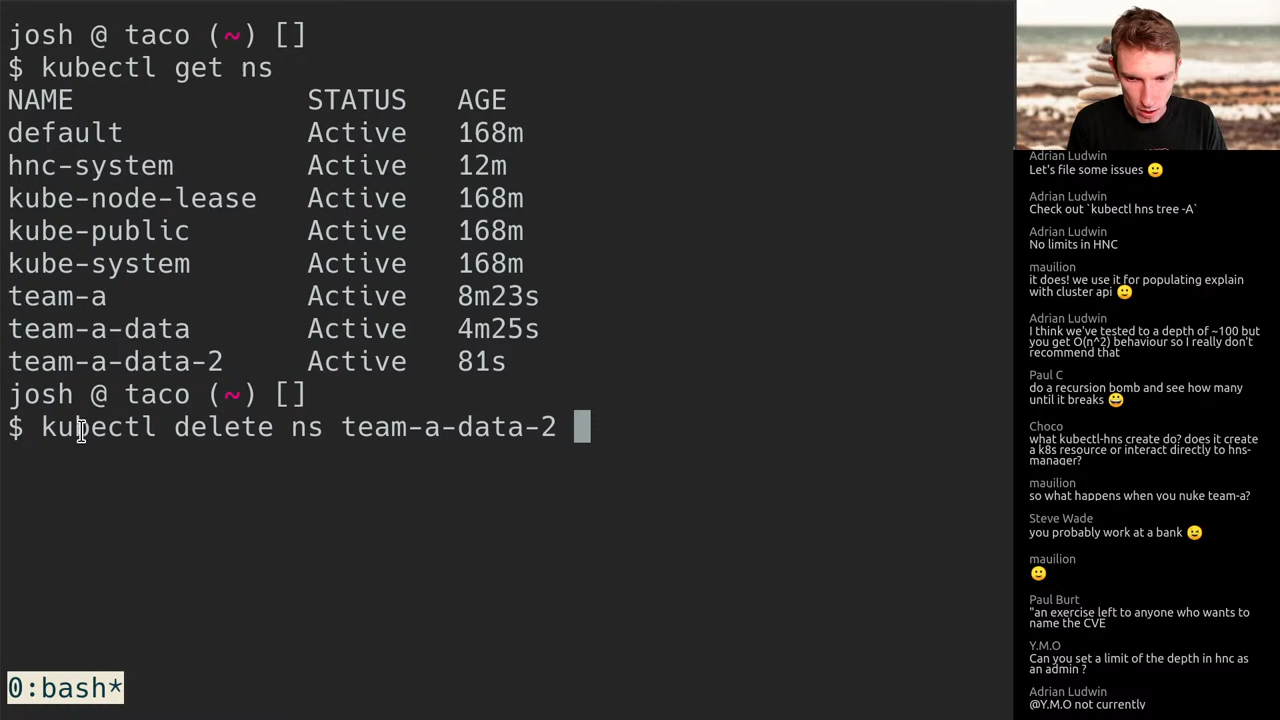 josh @ taco (~) []
$ kubectl get ns
NAME STATUS AGE
default Active 168m
hnc-system Active 12m
kube-node-lease Active 168m
kube-public Active 168m
kube-system Active 168m
team-a Active 8m23s
team-a-data Active 4m25s
team-a-data-2 Active 81s
josh @ taco (~) []
$ kubectl delete ns team-a-data-2
0:bash*
Adrian Ludwin
Let's file some issues 🙂
Adrian Ludwin
Check out `kubectl hns tree -A`
Adrian Ludwin
No limits in HNC
mauilion
it does! we use it for populating explain
with cluster api 🙂
Adrian Ludwin
I think we've tested to a depth of ~100 but
you get O(n^2) behaviour so I really don't
recommend that
Paul C
do a recursion bomb and see how many
until it breaks 😀
Choco
what kubectl-hns create do? does it create
a k8s resource or interact directly to hns-
manager?
mauilion
so what happens when you nuke team-a?
Steve Wade
you probably work at a bank 😉
mauilion
🙂
Paul Burt
"an exercise left to anyone who wants to
name the CVE
Y.M.O
Can you set a limit of the depth in hnc as
an admin ?
Adrian Ludwin
@Y.M.O not currently